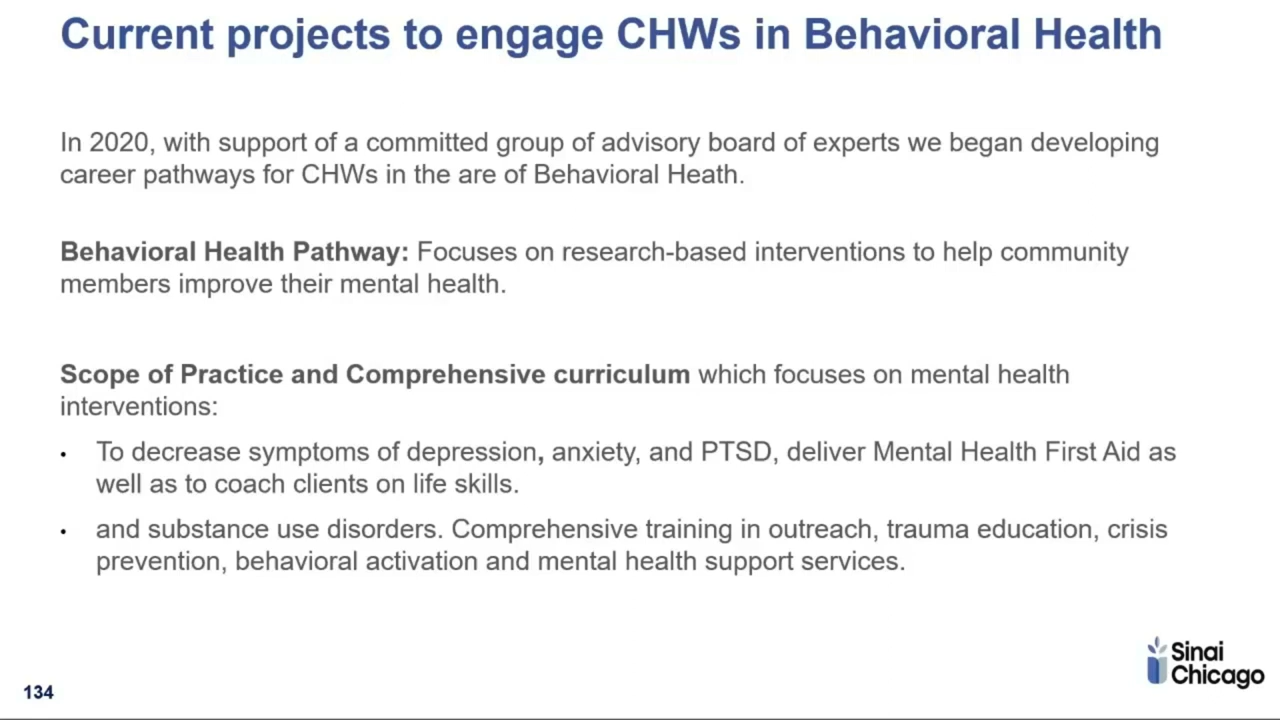 Current projects to engage CHWs in Behavioral Health
In 2020, with support of a committed group of advisory board of experts we began developing
career pathways for CHWs in the are of Behavioral Heath.
Behavioral Health Pathway: Focuses on research-based interventions to help community
members improve their mental health.
Scope of Practice and Comprehensive curriculum which focuses on mental health
interventions:
• To decrease symptoms of depression, anxiety, and PTSD, deliver Mental Health First Aid as
well as to coach clients on life skills.
• and substance use disorders. Comprehensive training in outreach, trauma education, crisis
prevention, behavioral activation and mental health support services.
Sinai
Chicago
134